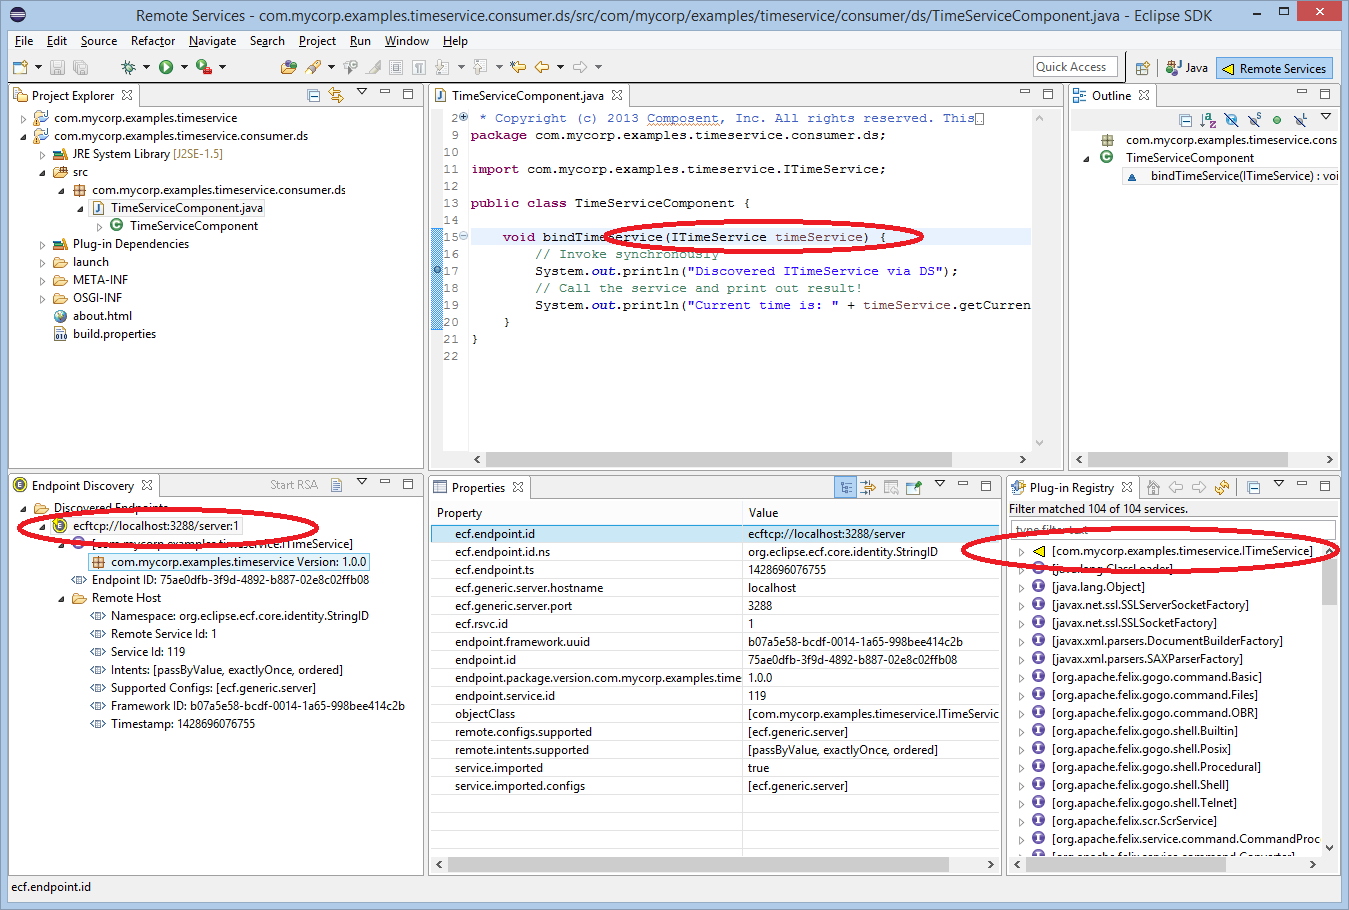 Remote Services - com.mycorp.examples.timeservice.consumer.ds/src/com/mycorp/examples/timeservice/consumer/ds/TimeServiceComponent.java - Eclipse SDK
File Edit Source Refactor Navigate Search Project Run Window Help
Quick Access
Java
Remote Services
Project Explorer
com.mycorp.examples.timeservice
com.mycorp.examples.timeservice.consumer.ds
JRE System Library [J2SE-1.5]
src
com.mycorp.examples.timeservice.consumer.ds
TimeServiceComponent.java
TimeServiceComponent
Plug-in Dependencies
launch
META-INF
OSGI-INF
about.html
build.properties
TimeServiceComponent.java
2 * Copyright (c) 2013 Composent, Inc. All rights reserved. This
9 package com.mycorp.examples.timeservice.consumer.ds;
10
11 import com.mycorp.examples.timeservice.ITimeService;
12
13 public class TimeServiceComponent {
14
15 void bindTimeService(ITimeService timeService) {
16 // Invoke synchronously
17 System.out.println("Discovered ITimeService via DS");
18 // Call the service and print out result!
19 System.out.println("Current time is: " + timeService.getCurren
20 }
21 }
22
Outline
com.mycorp.examples.timeservice.cons
TimeServiceComponent
bindTimeService(ITimeService) : voi
Endpoint Discovery
Start RSA
Discovered Endpoints
ecftcp://localhost:3288/server:1
[com.mycorp.examples.timeservice.ITimeService]
com.mycorp.examples.timeservice Version: 1.0.0
Endpoint ID: 75ae0dfb-3f9d-4892-b887-02e8c02ffb08
Remote Host
Namespace: org.eclipse.ecf.core.identity.StringID
Remote Service Id: 1
Service Id: 119
Intents: [passByValue, exactlyOnce, ordered]
Supported Configs: [ecf.generic.server]
Framework ID: b07a5e58-bcdf-0014-1a65-998bee414c2b
Timestamp: 1428696076755
Properties
Property Value
ecf.endpoint.id ecftcp://localhost:3288/server
ecf.endpoint.id.ns org.eclipse.ecf.core.identity.StringID
ecf.endpoint.ts 1428696076755
ecf.generic.server.hostname localhost
ecf.generic.server.port 3288
ecf.rsvc.id 1
endpoint.framework.uuid b07a5e58-bcdf-0014-1a65-998bee414c2b
endpoint.id 75ae0dfb-3f9d-4892-b887-02e8c02ffb08
endpoint.package.version.com.mycorp.examples.time 1.0.0
endpoint.service.id 119
objectClass [com.mycorp.examples.timeservice.ITimeServic
remote.configs.supported [ecf.generic.server]
remote.intents.supported [passByValue, exactlyOnce, ordered]
service.imported true
service.imported.configs [ecf.generic.server]
Plug-in Registry
Filter matched 104 of 104 services.
type filter text
[com.mycorp.examples.timeservice.ITimeService]
[java.lang.ClassLoader]
[java.lang.Object]
[javax.net.ssl.SSLServerSocketFactory]
[javax.net.ssl.SSLSocketFactory]
[javax.xml.parsers.DocumentBuilderFactory]
[javax.xml.parsers.SAXParserFactory]
[org.apache.felix.gogo.command.Basic]
[org.apache.felix.gogo.command.Files]
[org.apache.felix.gogo.command.OBR]
[org.apache.felix.gogo.shell.Builtin]
[org.apache.felix.gogo.shell.Posix]
[org.apache.felix.gogo.shell.Procedural]
[org.apache.felix.gogo.shell.Shell]
[org.apache.felix.gogo.shell.Telnet]
[org.apache.felix.scr.ScrService]
[org.apache.felix.service.command.CommandProc
[org.apache.felix.service.command.Converter]
ecf.endpoint.id